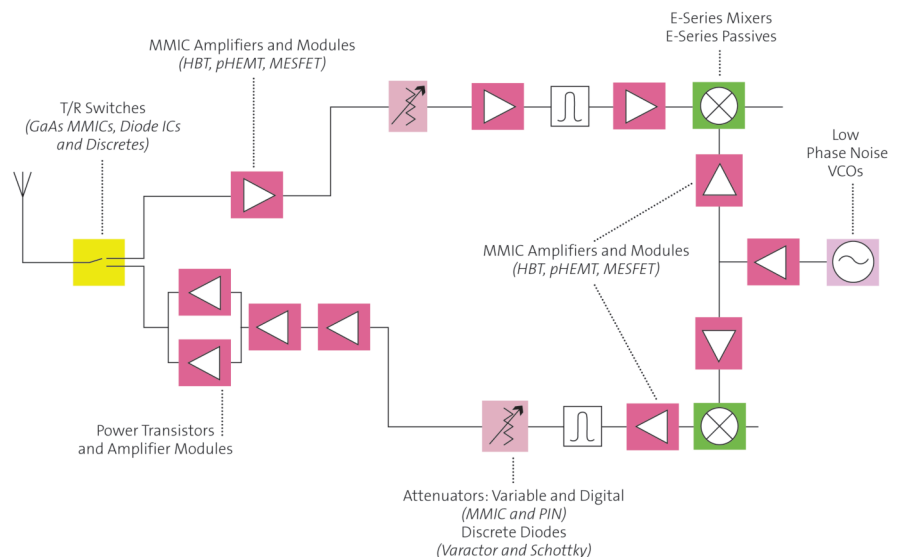 E-Series Mixers
E-Series Passives
MMIC Amplifiers and Modules
(HBT, pHEMT, MESFET)
T/R Switches
(GaAs MMICs, Diode ICs
and Discretes)
Low
Phase Noise
VCOs
MMIC Amplifiers and Modules
(HBT, pHEMT, MESFET)
Power Transistors
and Amplifier Modules
Attenuators: Variable and Digital
(MMIC and PIN)
Discrete Diodes
(Varactor and Schottky)